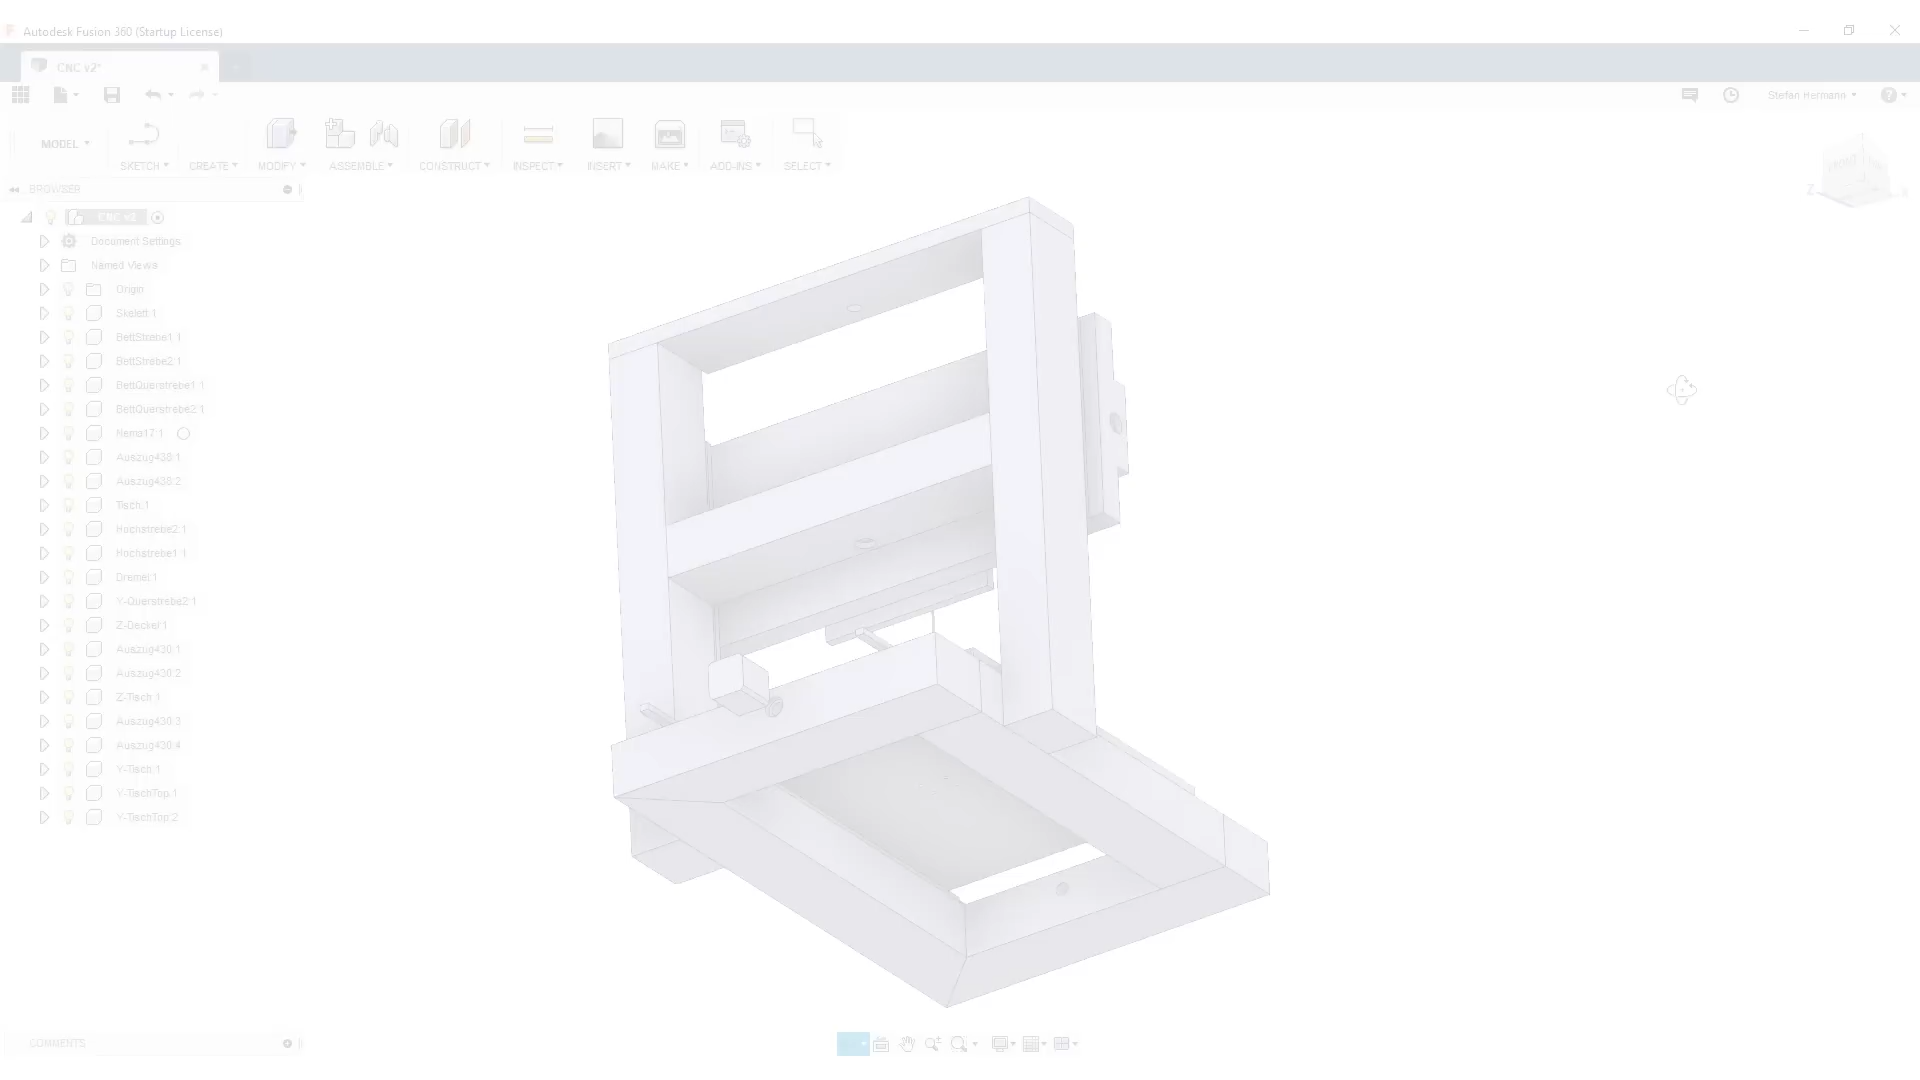 Autodesk Fusion 360 (Startup License)
CNC v2*
Stefan Hermann
MODEL
SKETCH
CREATE
MODIFY
ASSEMBLE
CONSTRUCT
INSPECT
INSERT
MAKE
ADD-INS
SELECT
BROWSER
CNC v2
Document Settings
Named Views
Origin
Skelett:1
BettStrebe1:1
BettStrebe2:1
BettQuerstrebe1:1
BettQuerstrebe2:1
Nema17:1
Auszug438:1
Auszug438:2
Tisch:1
Hochstrebe2:1
Hochstrebe1:1
Dremel:1
Y-Querstrebe2:1
Z-Deckel:1
Auszug430:1
Auszug430:2
Z-Tisch:1
Auszug430:3
Auszug430:4
Y-Tisch:1
Y-TischTop:1
Y-TischTop:2
Z
COMMENTS